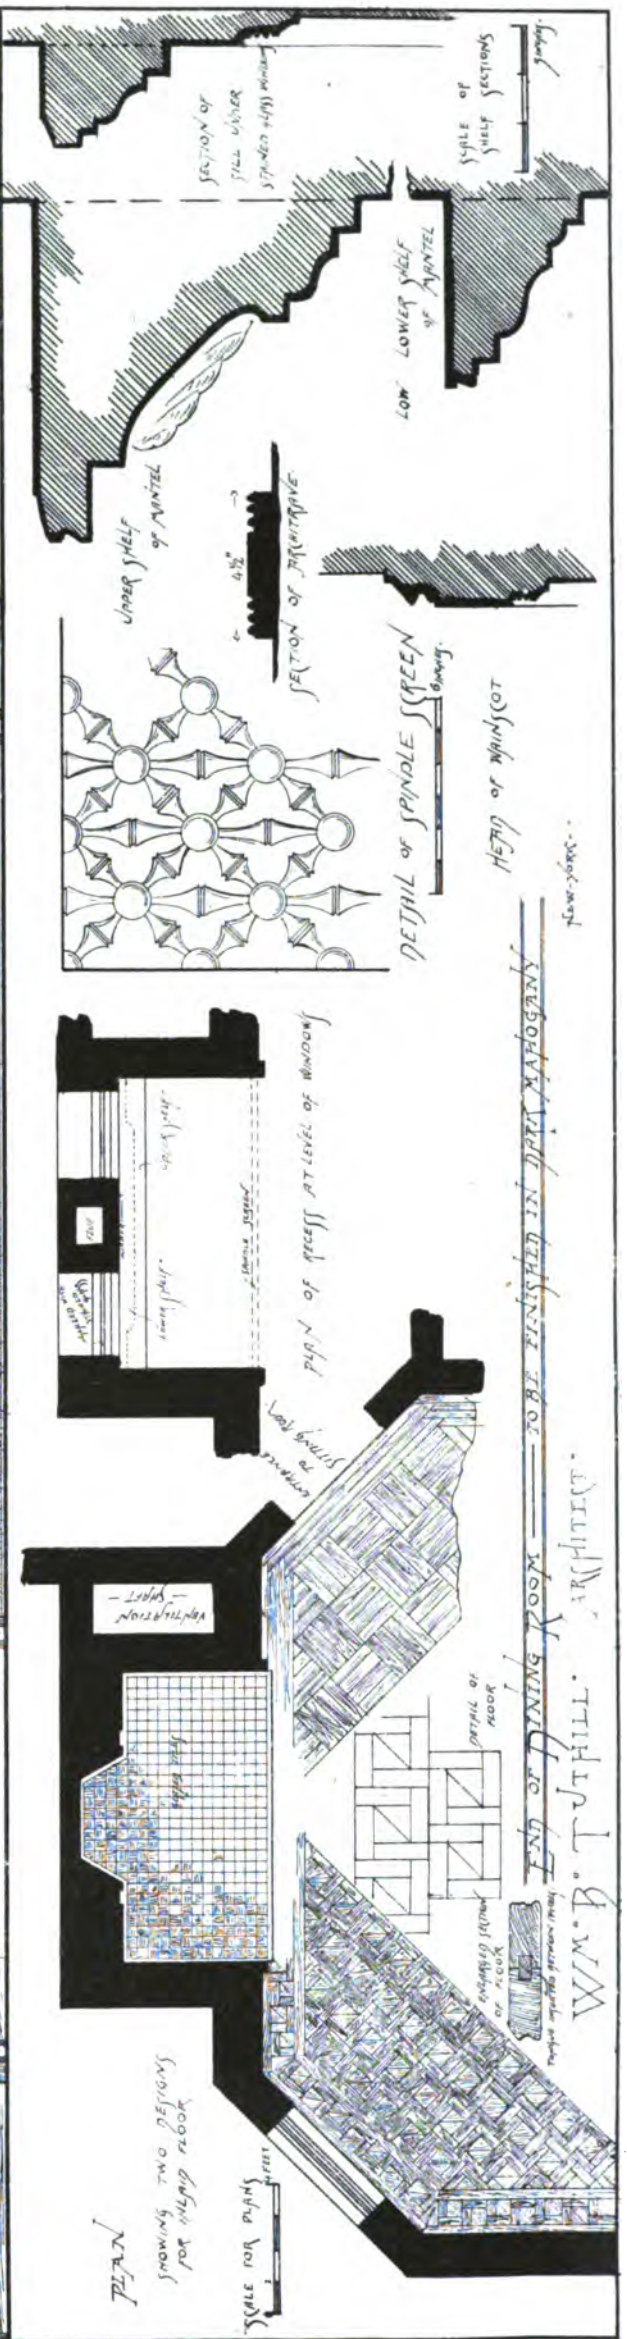 PLAN
SHOWING TWO DESIGNS
FOR INLAID FLOOR
SCALE FOR PLANS
FEET
VENTILATION
SHAFT
ENTRANCE
TO
SITTING ROOM
DETAIL OF
FLOOR
ENLARGED SECTION
OF FLOOR
FLUE
LOWER SHELF
SPINDLE SCREEN
PLAN OF RECESS AT LEVEL OF WINDOWS
DETAIL OF SPINDLE SCREEN
UPPER SHELF
OF MANTEL
4½"
SECTION OF ARCHITRAVE
HEAD OF WAINSCOT
SECTION OF
SILL UNDER
STAINED GLASS WINDOWS
LOW LOWER SHELF
OF MANTEL
SCALE OF
SHELF SECTIONS
END OF DINING ROOM — TO BE FINISHED IN DARK MAHOGANY
WM. B. TUTHILL. ARCHITECT.
NEW-YORK-